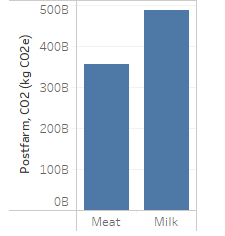 Postfarm, CO2 (kg CO2e)
500B
400B
300B
200B
100B
0B
Meat Milk